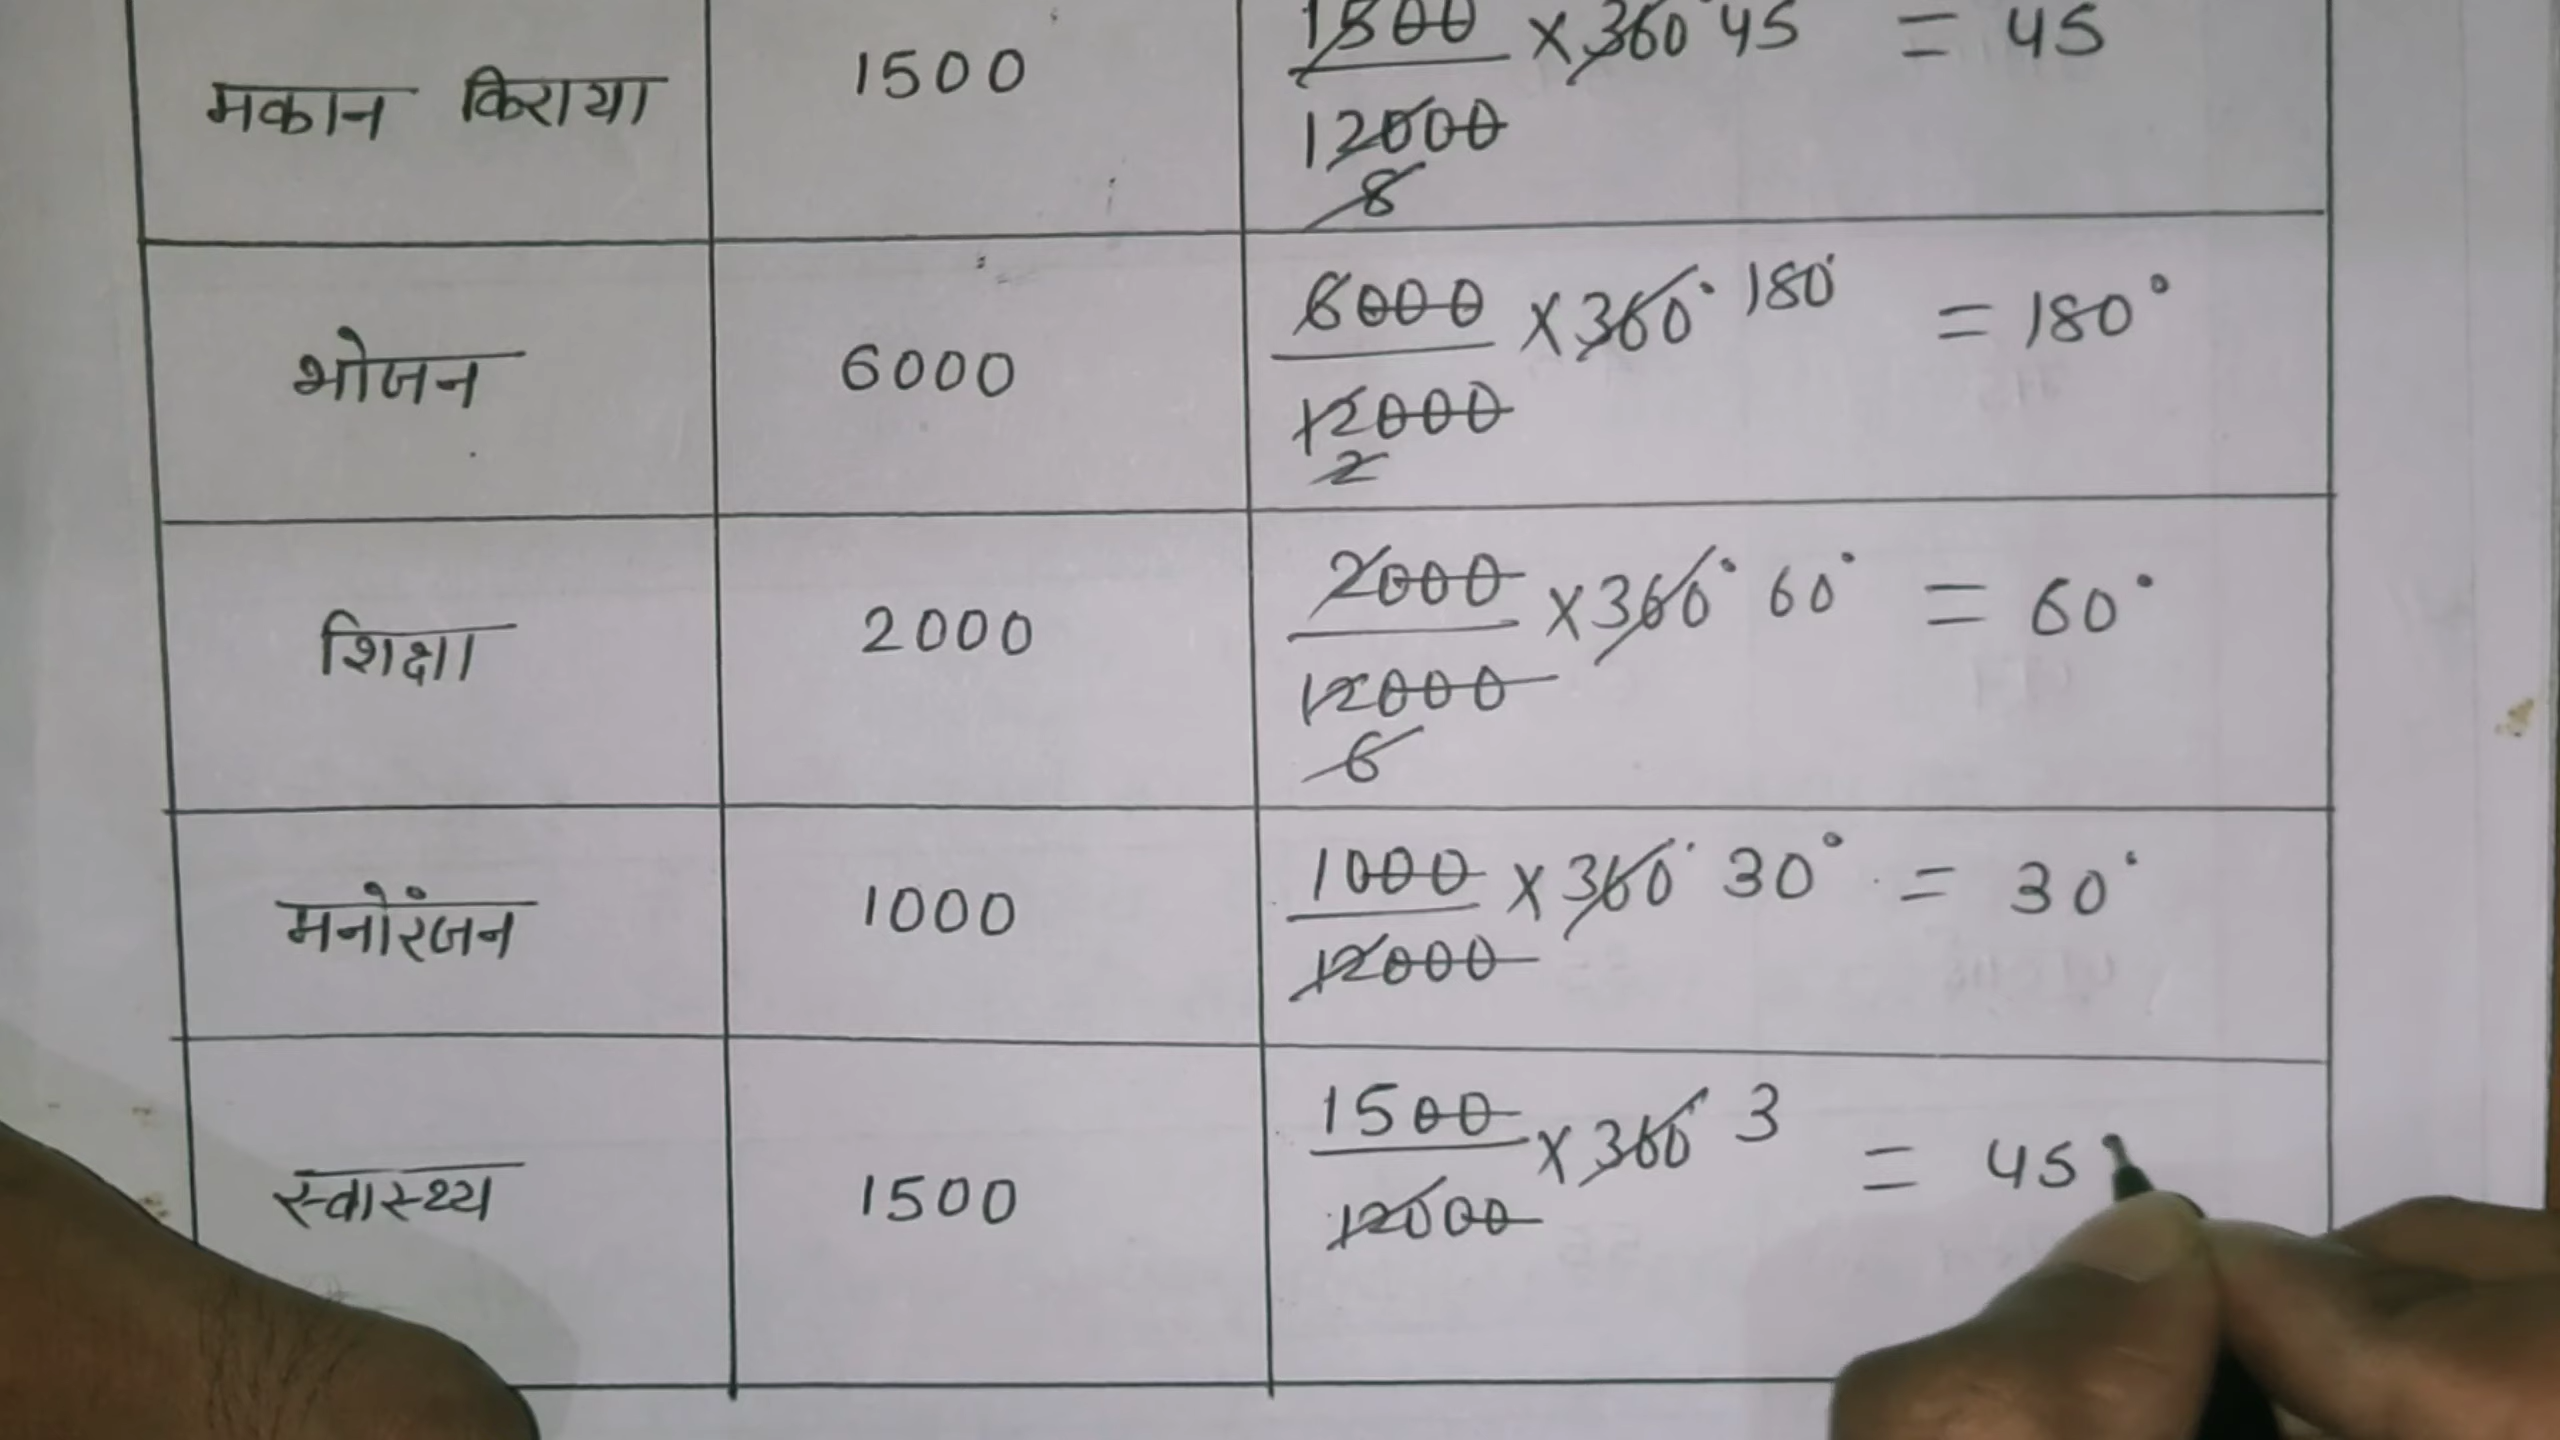 मकान किराया 1500 1500 × 360° 45 = 45
12000
8
भोजन 6000 6000 × 360° 180° = 180°
12000
2
शिक्षा 2000 2000 × 360° 60° = 60°
12000
6
मनोरंजन 1000 1000 × 360° 30° = 30°
12000
स्वास्थ्य 1500 1500 × 360° 3 = 45
12000